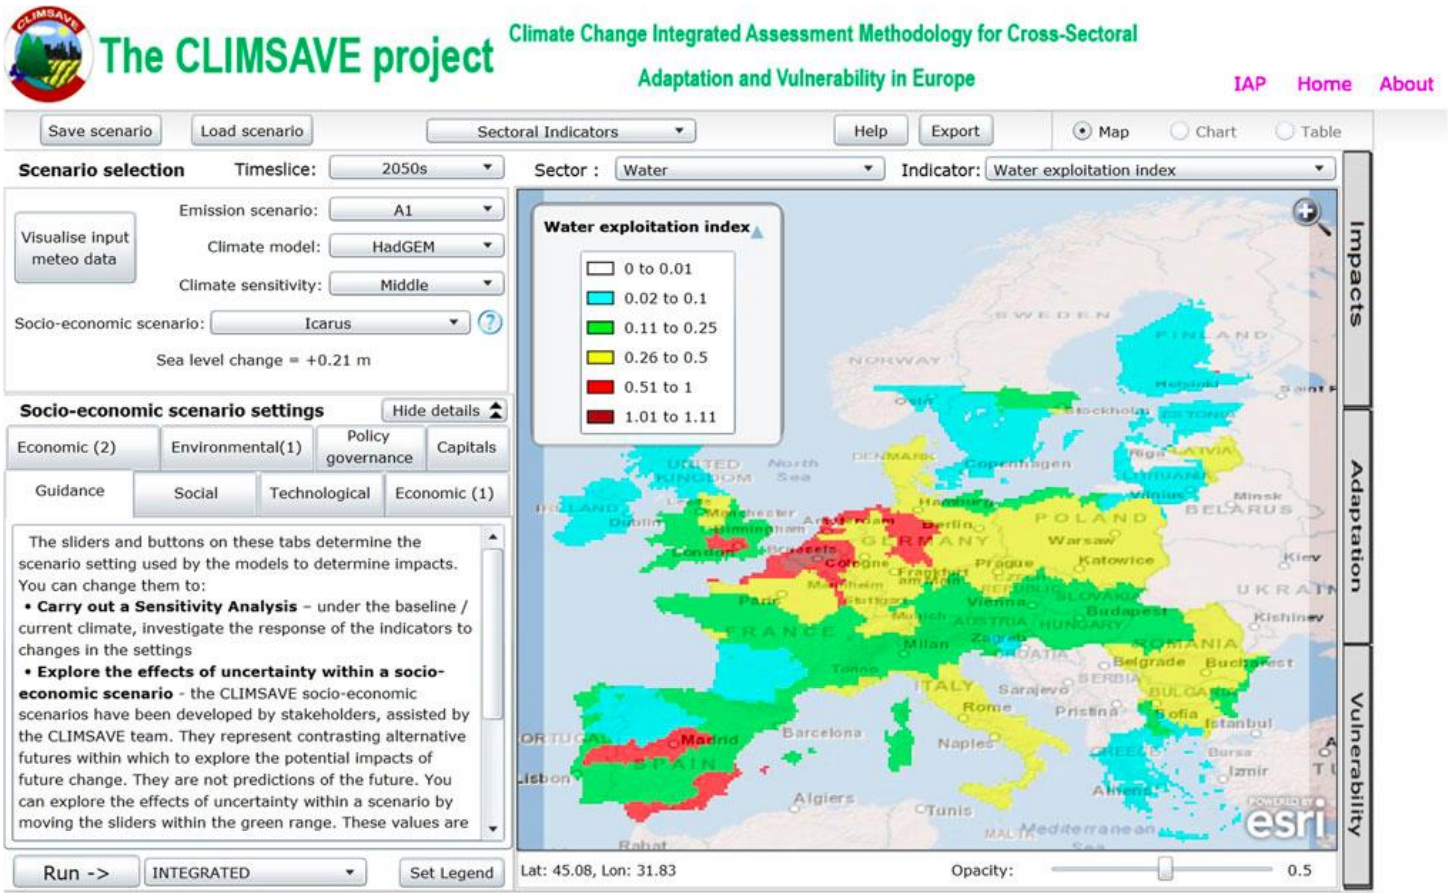 CLIMSAVE
The CLIMSAVE project
Climate Change Integrated Assessment Methodology for Cross-Sectoral
Adaptation and Vulnerability in Europe
IAP Home About
Save scenario Load scenario Sectoral Indicators Help Export Map Chart Table
Scenario selection Timeslice: 2050s Sector : Water Indicator: Water exploitation index
Visualise input
meteo data
Emission scenario: A1
Climate model: HadGEM
Climate sensitivity: Middle
Socio-economic scenario: Icarus ?
Sea level change = +0.21 m
Socio-economic scenario settings Hide details
Economic (2) Environmental(1) Policy
governance Capitals
Guidance Social Technological Economic (1)
The sliders and buttons on these tabs determine the
scenario setting used by the models to determine impacts.
You can change them to:
• Carry out a Sensitivity Analysis – under the baseline /
current climate, investigate the response of the indicators to
changes in the settings
• Explore the effects of uncertainty within a socio-
economic scenario - the CLIMSAVE socio-economic
scenarios have been developed by stakeholders, assisted by
the CLIMSAVE team. They represent contrasting alternative
futures within which to explore the potential impacts of
future change. They are not predictions of the future. You
can explore the effects of uncertainty within a scenario by
moving the sliders within the green range. These values are
Run -> INTEGRATED Set Legend
Water exploitation index
0 to 0.01
0.02 to 0.1
0.11 to 0.25
0.26 to 0.5
0.51 to 1
1.01 to 1.11
SWEDEN
FINLAND
NORWAY
Helsinki
Saint P
Oslo
Stockholm
ESTONIA
DENMARK
Riga
LATVIA
UNITED
KINGDOM
North
Sea
Copenhagen
LITHUANIA
Vilnius
Minsk
BELARUS
Leeds
Manchester
IRELAND
Dublin
Birmingham
Amsterdam
Hamburg
Berlin
POLAND
Warsaw
London
Brussels
Cologne
GERMANY
Kiev
Frankfurt
am Main
Prague
Katowice
Paris
Mannheim
Stuttgart
Vienna
SLOVAKIA
UKRAIN
Munich
AUSTRIA
HUNGARY
Budapest
Kishinev
FRANCE
Milan
Zagreb
CROATIA
ROMANIA
Torino
Belgrade
Bucharest
ITALY
Sarajevo
SERBIA
BULGARIA
Rome
Pristina
Sofia
Istanbul
ORTUGAL
Madrid
Barcelona
Naples
GREECE
Bursa
SPAIN
Lisbon
Izmir
Athens
Algiers
Tunis
MALTA
Mediterranean
Sea
Rabat
POWERED BY
esri
Lat: 45.08, Lon: 31.83 Opacity: 0.5
Impacts
Adaptation
Vulnerability